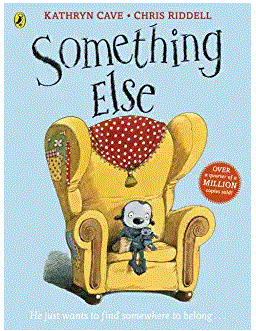 KATHRYN CAVE • CHRIS RIDDELL
Something
Else
OVER
a quarter of a
MILLION
copies sold!
He just wants to find somewhere to belong . . .